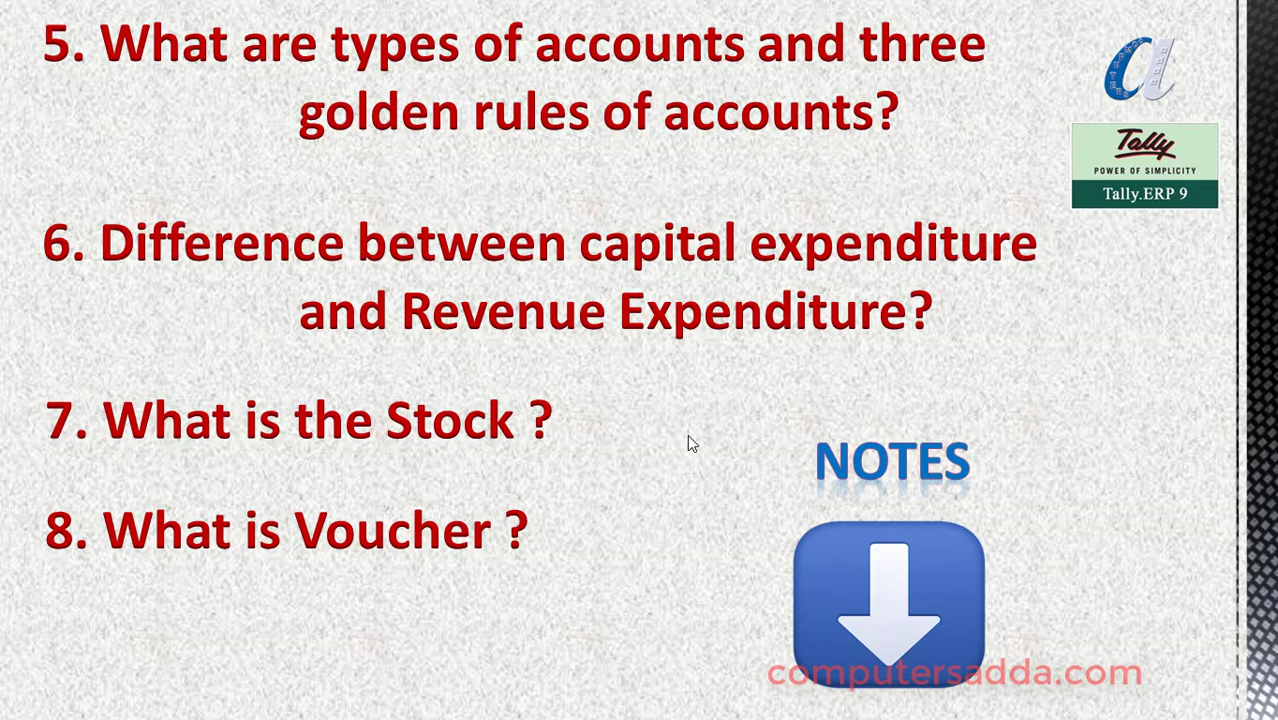 5. What are types of accounts and three
golden rules of accounts?
Tally
POWER OF SIMPLICITY
Tally.ERP 9
6. Difference between capital expenditure
and Revenue Expenditure?
7. What is the Stock ?
NOTES
8. What is Voucher ?
computersadda.com